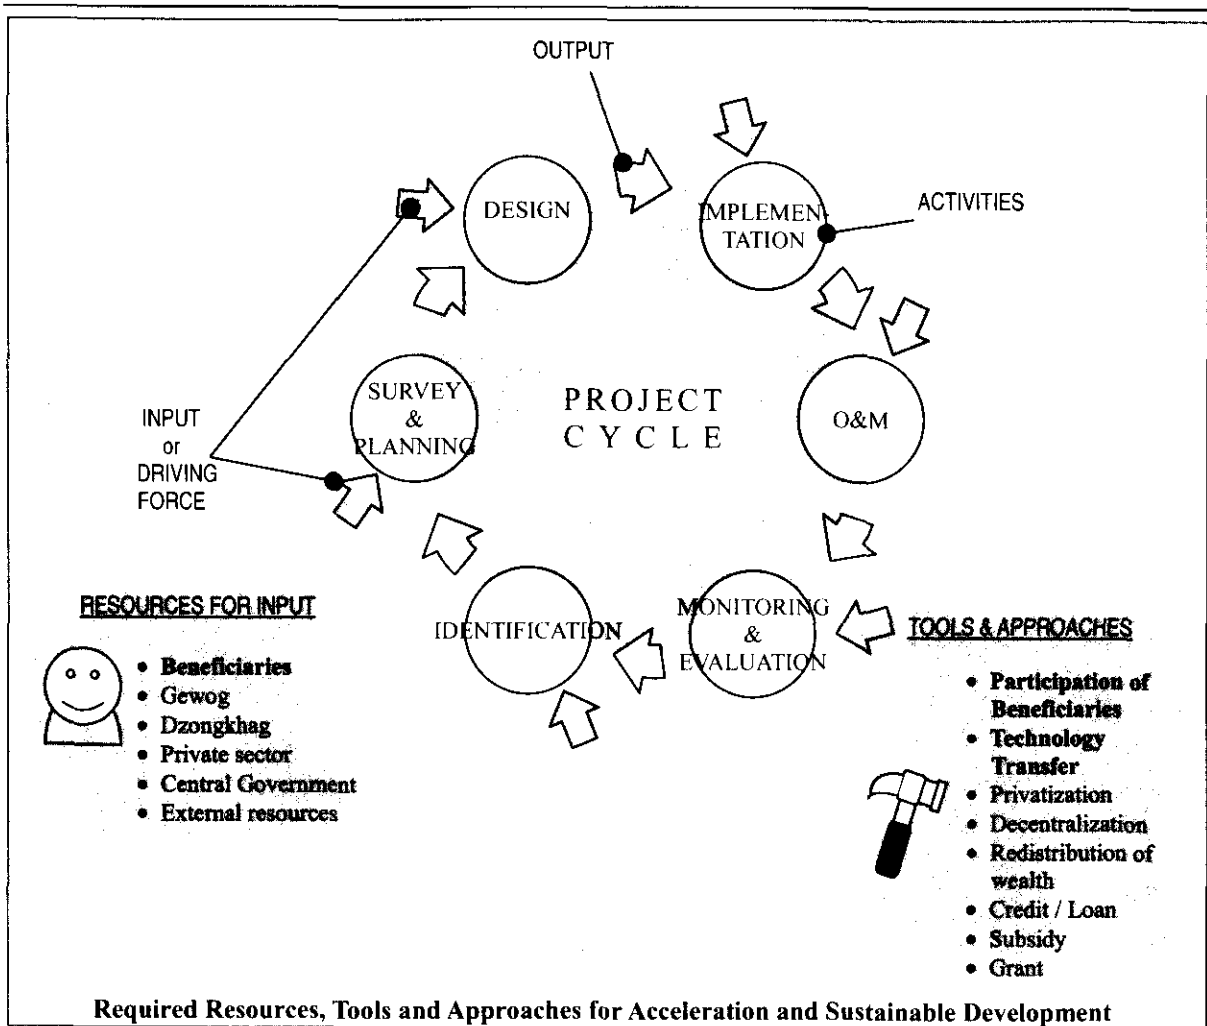 OUTPUT
DESIGN
IMPLEMEN-
TATION
ACTIVITIES
SURVEY
&
PLANNING
PROJECT
CYCLE
O&M
INPUT
or
DRIVING
FORCE
IDENTIFICATION
MONITORING
&
EVALUATION
RESOURCES FOR INPUT
• Beneficiaries
• Gewog
• Dzongkhag
• Private sector
• Central Government
• External resources
TOOLS & APPROACHES
• Participation of
Beneficiaries
• Technology
Transfer
• Privatization
• Decentralization
• Redistribution of
wealth
• Credit / Loan
• Subsidy
• Grant
Required Resources, Tools and Approaches for Acceleration and Sustainable Development